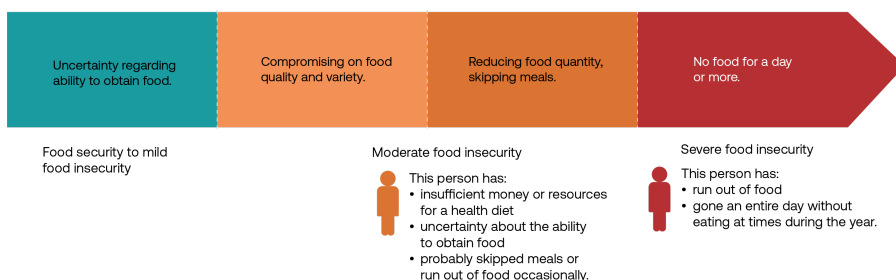 Uncertainty regarding
ability to obtain food.
Compromising on food
quality and variety.
Reducing food quantity,
skipping meals.
No food for a day
or more.
Food security to mild
food insecurity
Moderate food insecurity
This person has:
• insufficient money or resources
for a health diet
• uncertainty about the ability
to obtain food
• probably skipped meals or
run out of food occasionally.
Severe food insecurity
This person has:
• run out of food
• gone an entire day without
eating at times during the year.